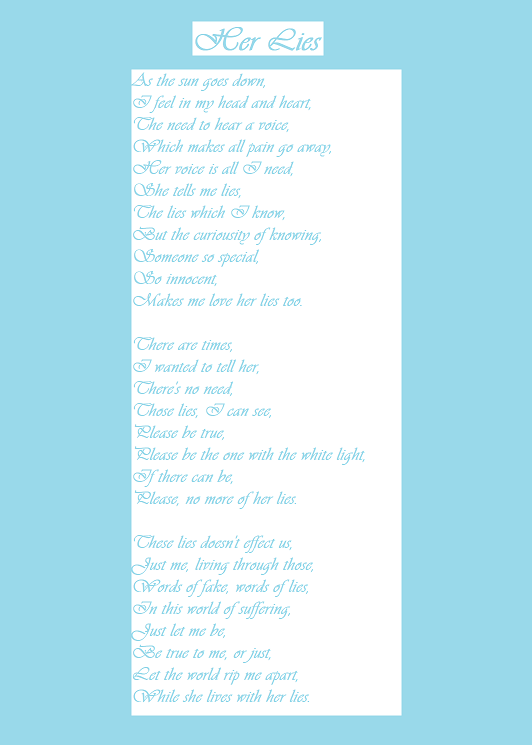 Her Lies
As the sun goes down,
I feel in my head and heart,
The need to hear a voice,
Which makes all pain go away,
Her voice is all I need,
She tells me lies,
The lies which I know,
But the curiousity of knowing,
Someone so special,
So innocent,
Makes me love her lies too.
There are times,
I wanted to tell her,
There's no need,
Those lies, I can see,
Please be true,
Please be the one with the white light,
If there can be,
Please, no more of her lies.
These lies doesn't effect us,
Just me, living through those,
Words of fake, words of lies,
In this world of suffering,
Just let me be,
Be true to me, or just,
Let the world rip me apart,
While she lives with her lies.